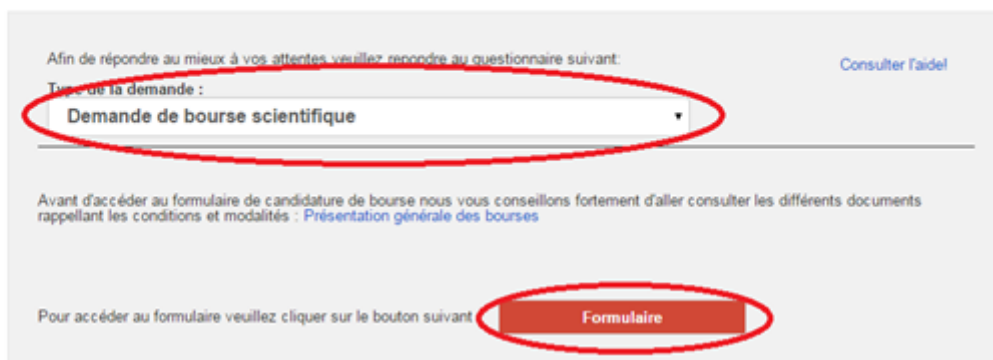 Afin de répondre au mieux à vos attentes veuillez repondre au questionnaire suivant:
Consulter l'aide!
Type de la demande :
Demande de bourse scientifique
Avant d'accéder au formulaire de candidature de bourse nous vous conseillons fortement d'aller consulter les différents documents
rappellant les conditions et modalités : Présentation générale des bourses
Pour accéder au formulaire veuillez cliquer sur le bouton suivant
Formulaire